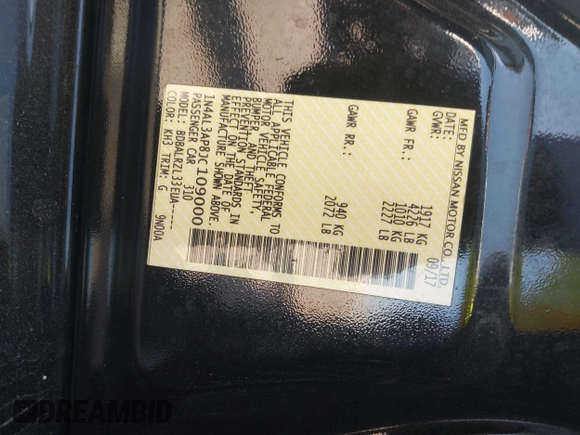 MFD BY NISSAN MOTOR CO., LTD.
DATE: 09/17
GVWR: 1917 KG
4226 LB
GAWR FR.: 1010 KG
2227 LB
GAWR RR.: 940 KG
2072 LB
THIS VEHICLE CONFORMS TO
ALL APPLICABLE FEDERAL
MOTOR VEHICLE SAFETY,
BUMPER, AND THEFT
PREVENTION STANDARDS IN
EFFECT ON THE DATE OF
MANUFACTURE SHOWN ABOVE.
1N4AL3AP8JC109000
PASSENGER CAR 31D
MODEL: BDBALRZL33EUA-----
COLOR: KH3 TRIM: G 9N00A
DREAMBID